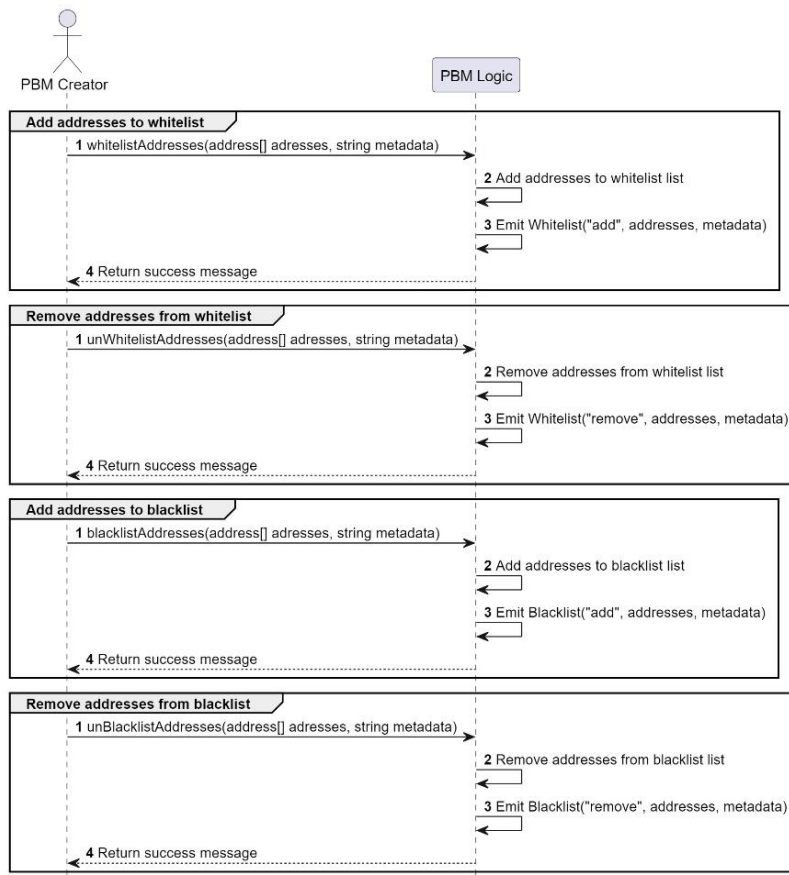 PBM Creator
PBM Logic
Add addresses to whitelist
1 whitelistAddresses(address[] adresses, string metadata)
2 Add addresses to whitelist list
3 Emit Whitelist("add", addresses, metadata)
4 Return success message
Remove addresses from whitelist
1 unWhitelistAddresses(address[] adresses, string metadata)
2 Remove addresses from whitelist list
3 Emit Whitelist("remove", addresses, metadata)
4 Return success message
Add addresses to blacklist
1 blacklistAddresses(address[] adresses, string metadata)
2 Add addresses to blacklist list
3 Emit Blacklist("add", addresses, metadata)
4 Return success message
Remove addresses from blacklist
1 unBlacklistAddresses(address[] adresses, string metadata)
2 Remove addresses from blacklist list
3 Emit Blacklist("remove", addresses, metadata)
4 Return success message